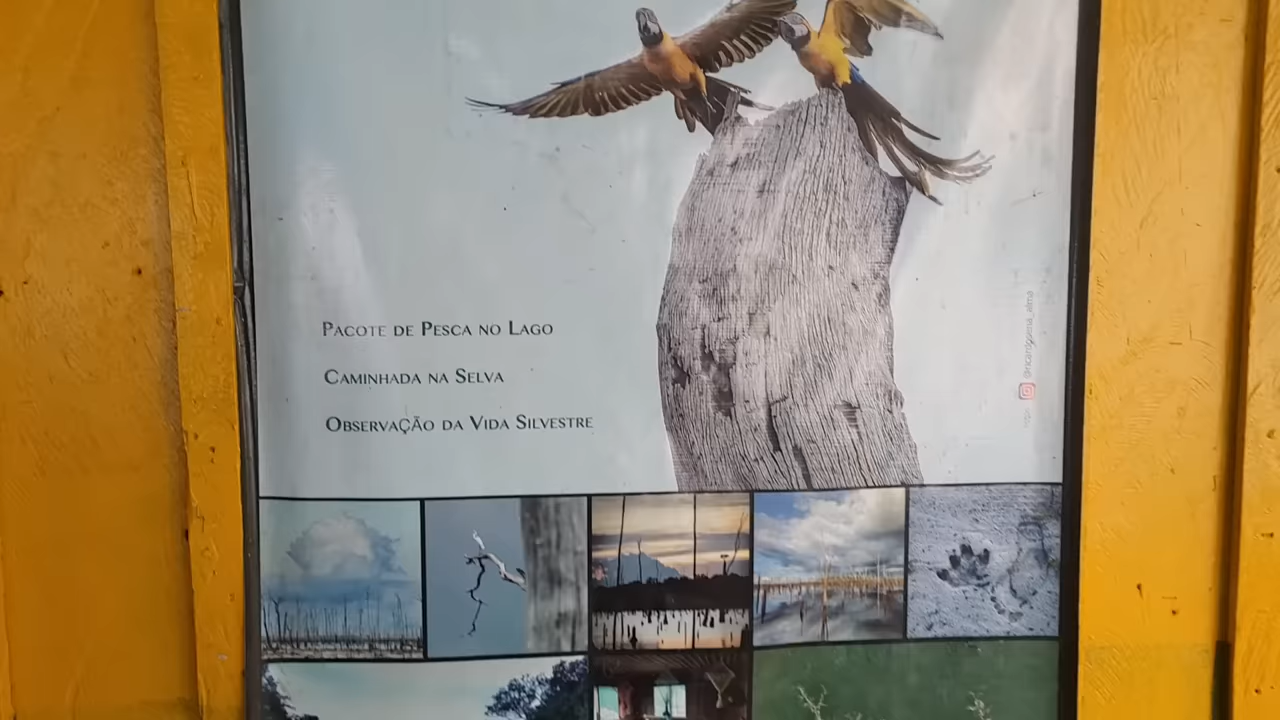 Pacote de Pesca no Lago
Caminhada na Selva
Observação da Vida Silvestre